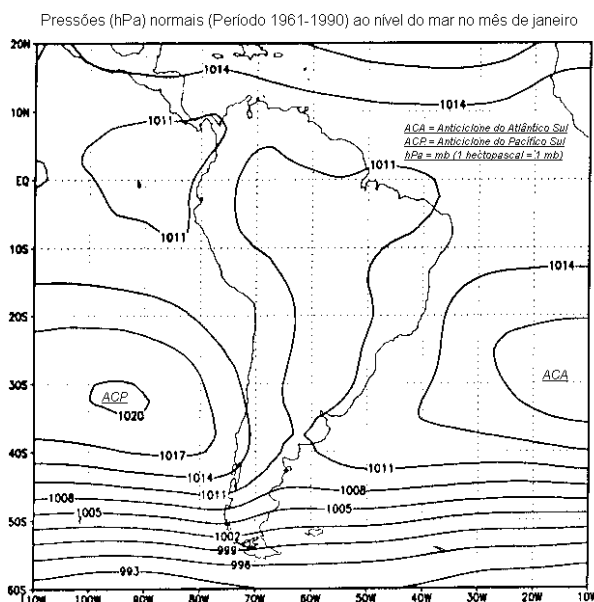 Pressões (hPa) normais (Período 1961-1990) ao nível do mar no mês de janeiro
20N
1014
1014
10N
1011
ACA = Anticiclone do Atlântico Sul
ACP = Anticiclone do Pacífico Sul
hPa = mb (1 hectopascal = 1 mb)
1011
EQ
1011
10S
1014
20S
30S
ACP
ACA
1020
40S
1017
1014
1011
1011
1008
1008
1005
1005
50S
1002
999
996
993
60S
110W 100W 90W 80W 70W 60W 50W 40W 30W 20W 10W